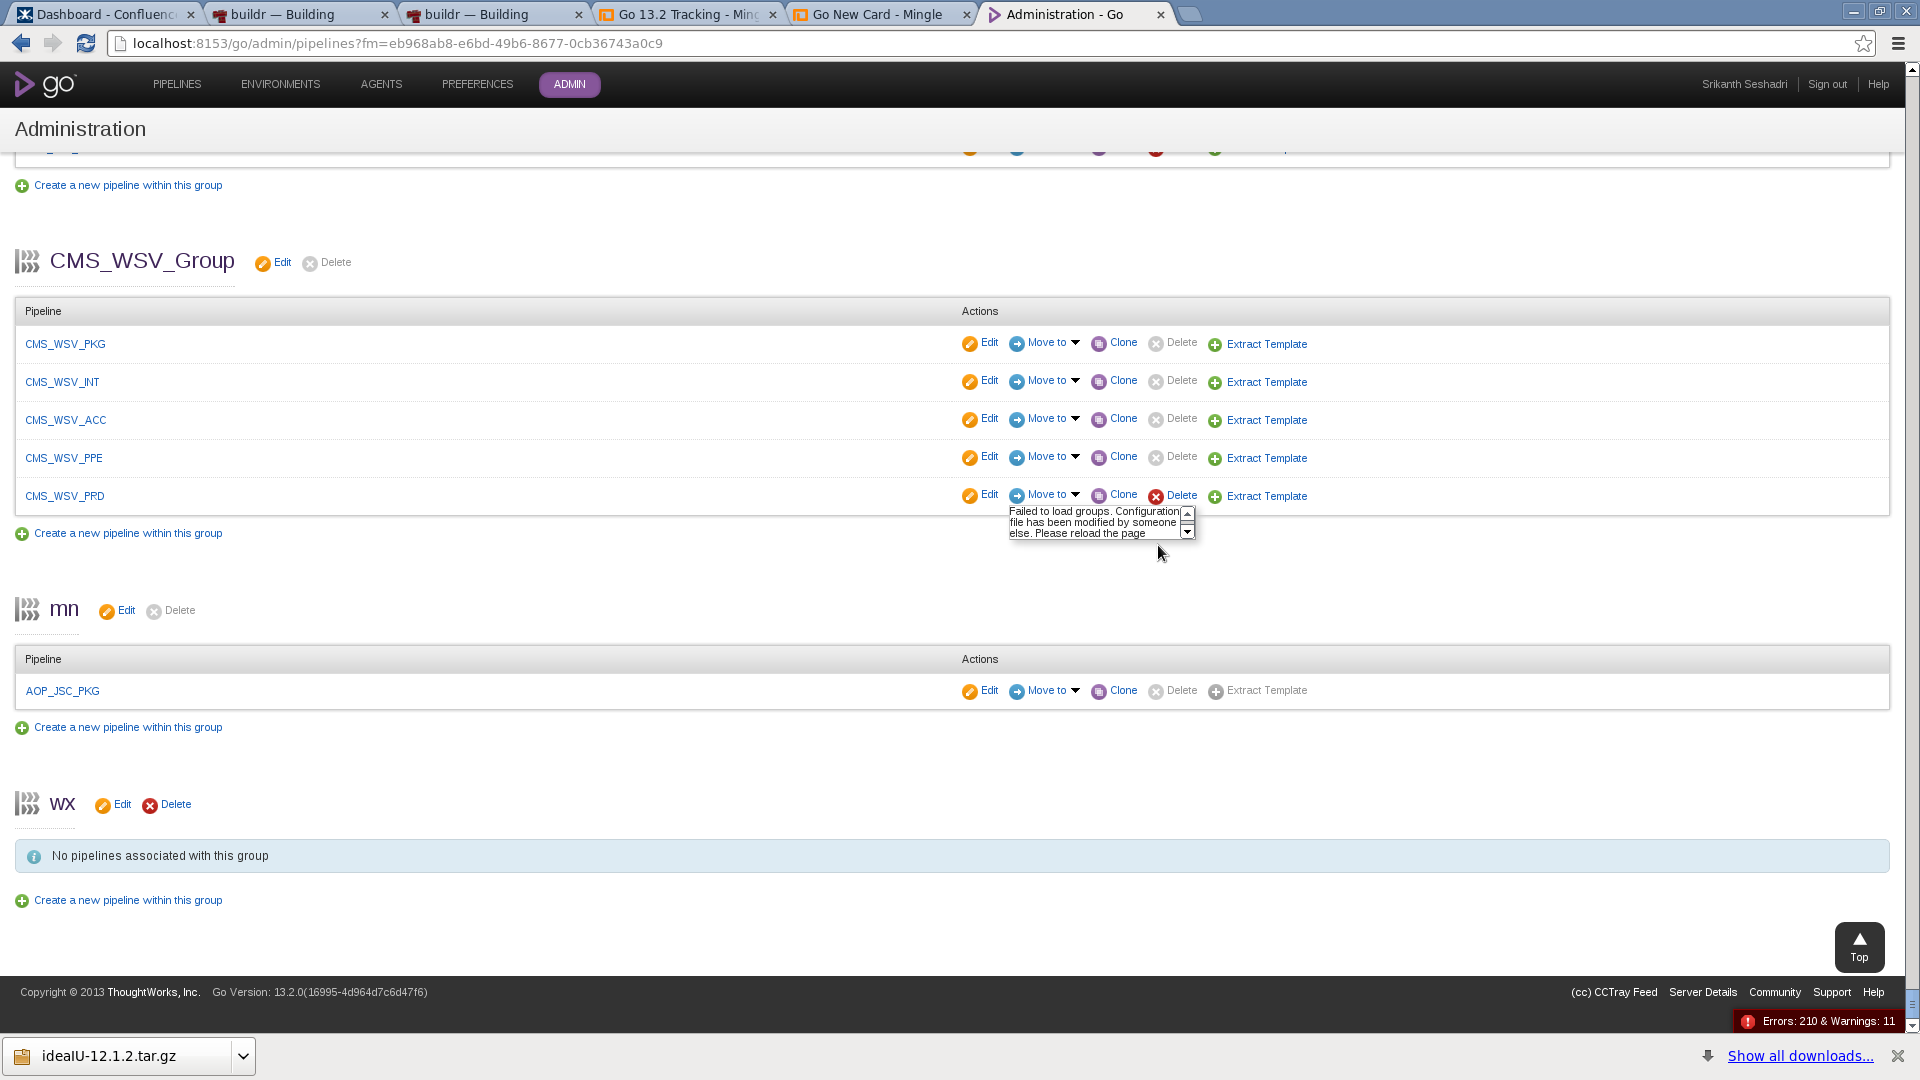 Dashboard - Confluenc
buildr — Building
buildr — Building
Go 13.2 Tracking - Ming
Go New Card - Mingle
Administration - Go
localhost:8153/go/admin/pipelines?fm=eb968ab8-e6bd-49b6-8677-0cb36743a0c9
go PIPELINES ENVIRONMENTS AGENTS PREFERENCES ADMIN Srikanth Seshadri Sign out Help
Administration
Create a new pipeline within this group
CMS_WSV_Group Edit Delete
Pipeline Actions
CMS_WSV_PKG Edit Move to Clone Delete Extract Template
CMS_WSV_INT Edit Move to Clone Delete Extract Template
CMS_WSV_ACC Edit Move to Clone Delete Extract Template
CMS_WSV_PPE Edit Move to Clone Delete Extract Template
CMS_WSV_PRD Edit Move to Clone Delete Extract Template
Failed to load groups. Configuration
file has been modified by someone
else. Please reload the page
Create a new pipeline within this group
mn Edit Delete
Pipeline Actions
AOP_JSC_PKG Edit Move to Clone Delete Extract Template
Create a new pipeline within this group
wx Edit Delete
No pipelines associated with this group
Create a new pipeline within this group
Top
Copyright © 2013 ThoughtWorks, Inc. Go Version: 13.2.0(16995-4d964d7c6d47f6) (cc) CCTray Feed Server Details Community Support Help
Errors: 210 & Warnings: 11
ideaIU-12.1.2.tar.gz Show all downloads...